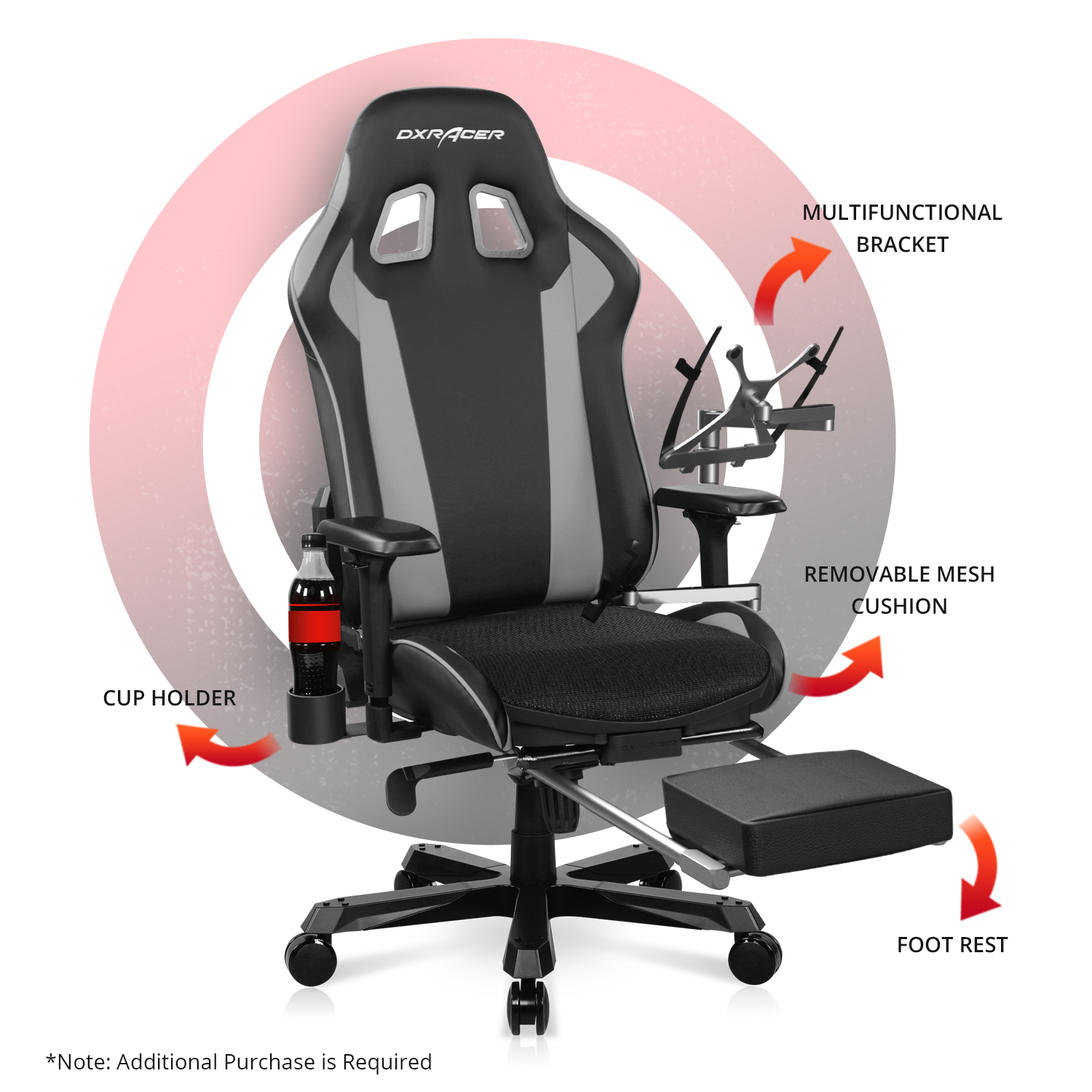 DXRACER
MULTIFUNCTIONAL
BRACKET
REMOVABLE MESH
CUSHION
CUP HOLDER
FOOT REST
*Note: Additional Purchase is Required